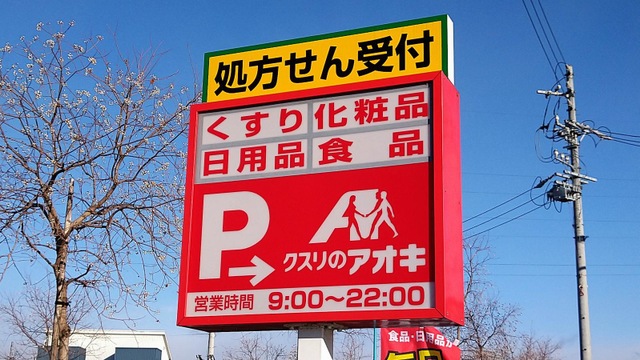 処方せん受付
くすり 化粧品
日用品 食品
P→
クスリのアオキ
営業時間 9:00～22:00
食品・日用品が